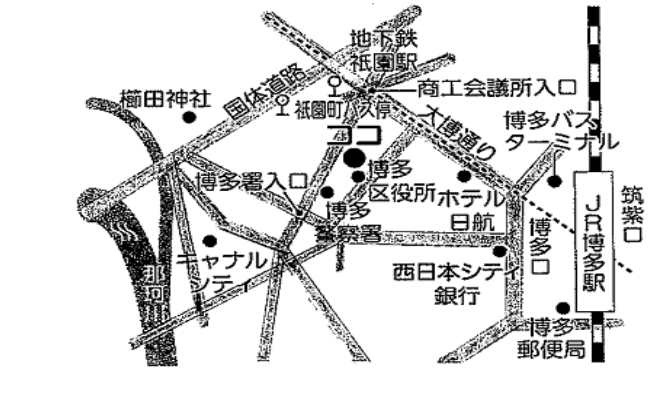 地下鉄
祇園駅
商工会議所入口
国体道路
櫛田神社
祇園町バス停
ココ
大博通り
博多バス
ターミナル
博多署入口
博多
区役所
博多
警察署
ホテル
日航
キャナル
シティ
西日本シティ
銀行
博多口
JR博多駅
筑紫口
那珂川
博多
郵便局